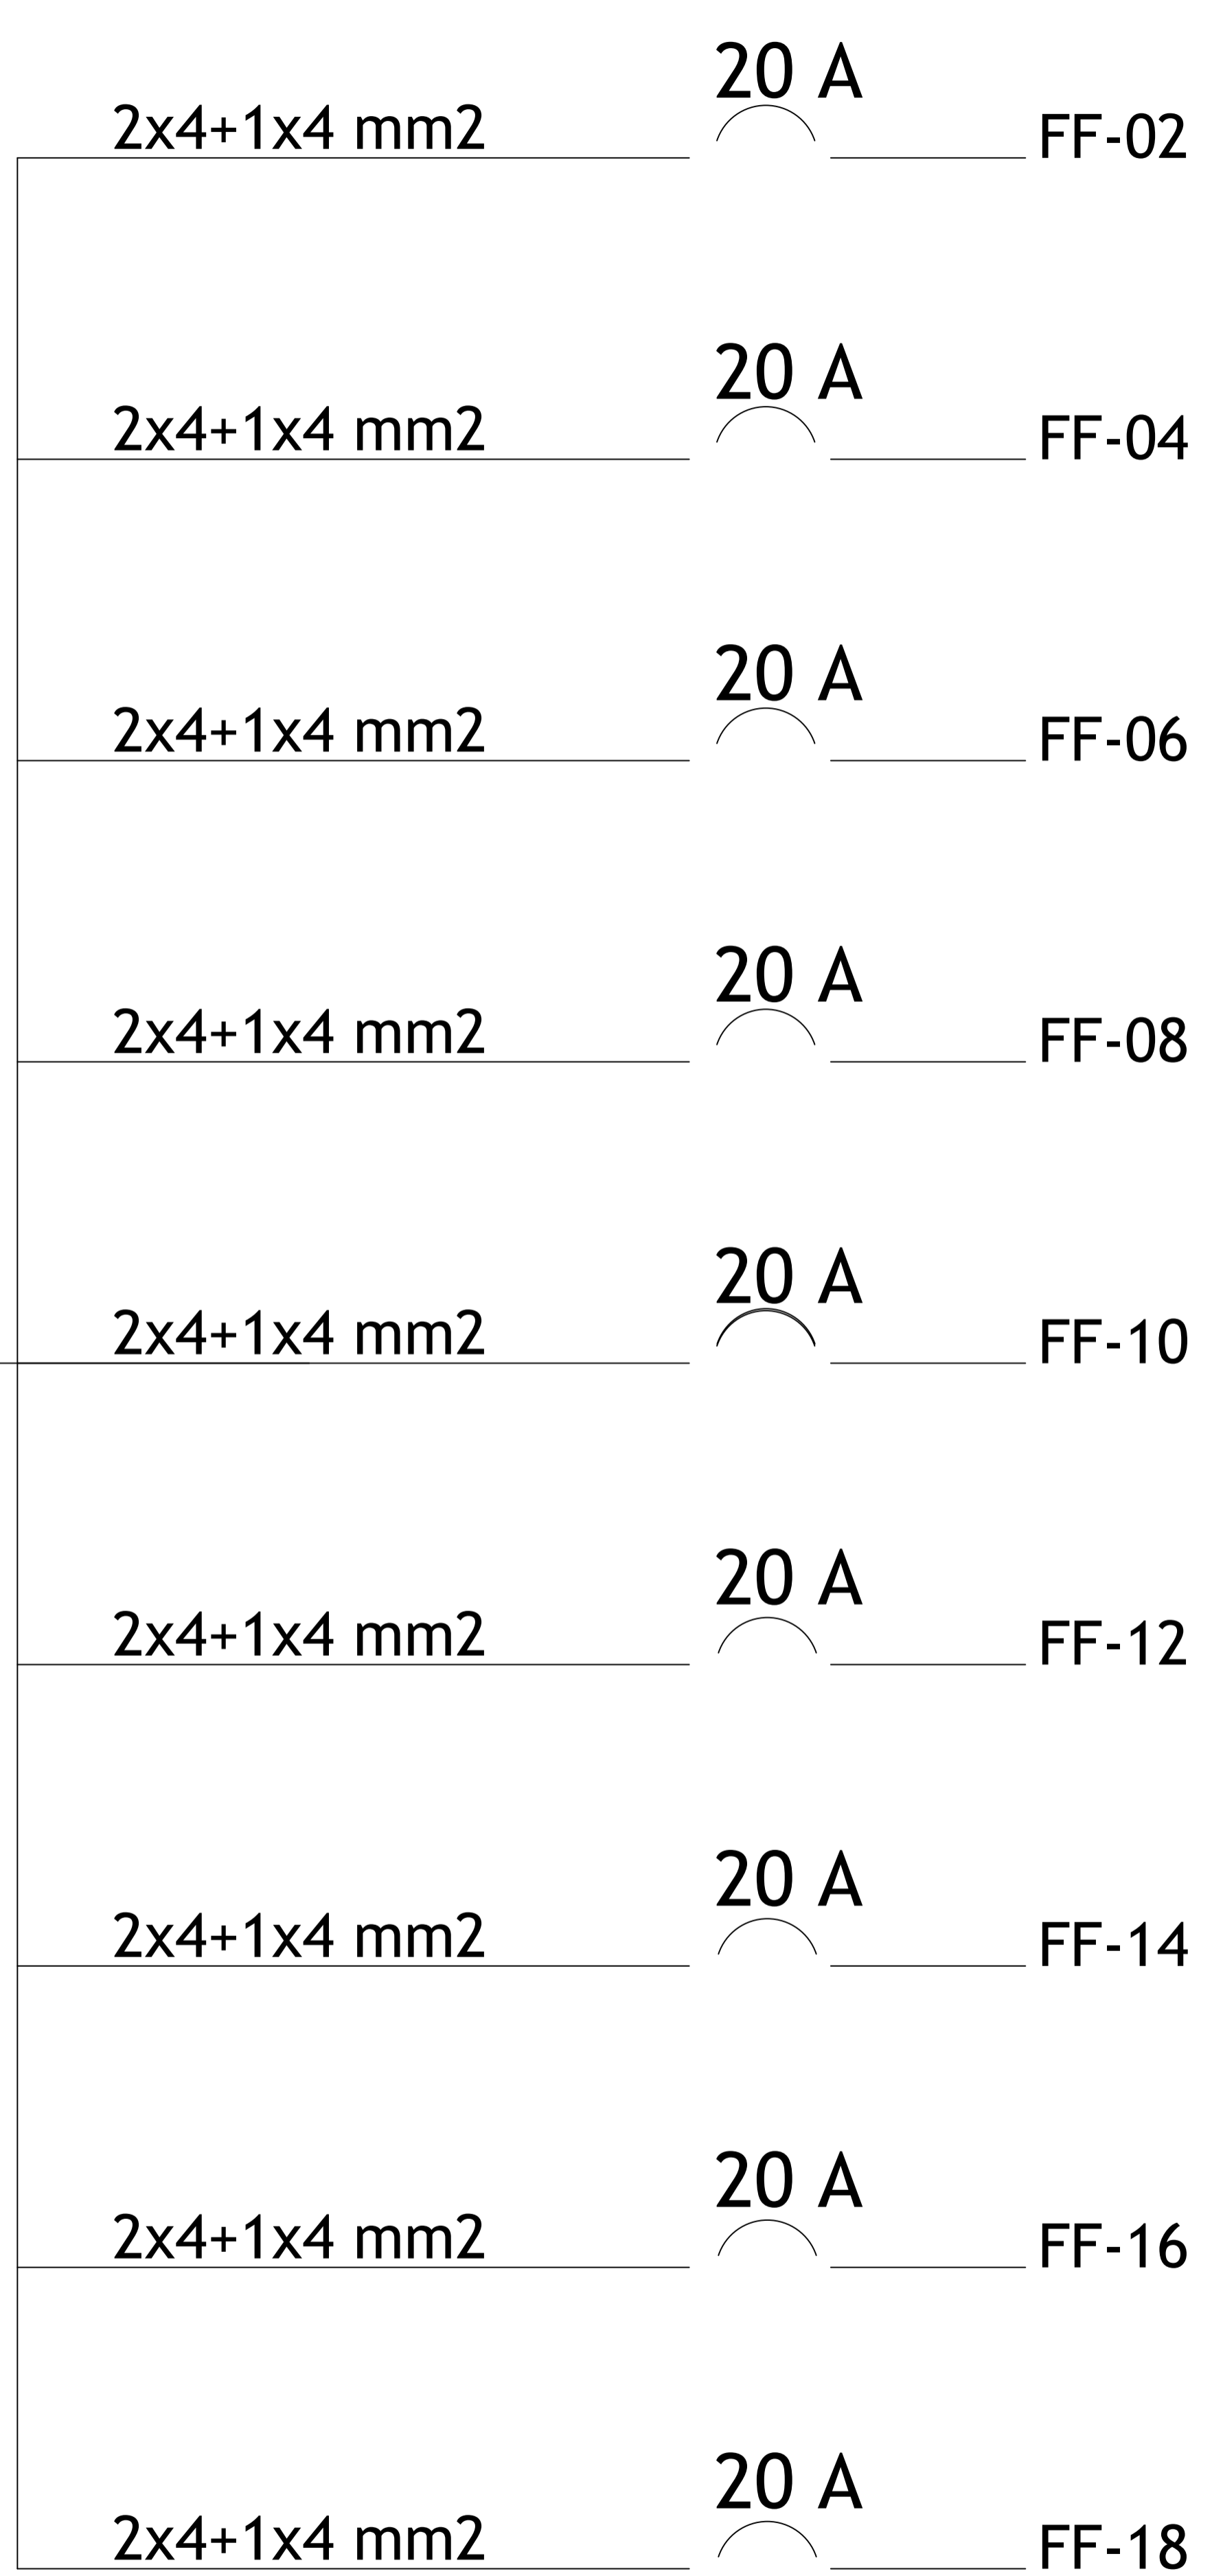 20 A
2x4+1x4 mm2 FF-02
20 A
2x4+1x4 mm2 FF-04
20 A
2x4+1x4 mm2 FF-06
20 A
2x4+1x4 mm2 FF-08
20 A
2x4+1x4 mm2 FF-10
20 A
2x4+1x4 mm2 FF-12
20 A
2x4+1x4 mm2 FF-14
20 A
2x4+1x4 mm2 FF-16
20 A
2x4+1x4 mm2 FF-18